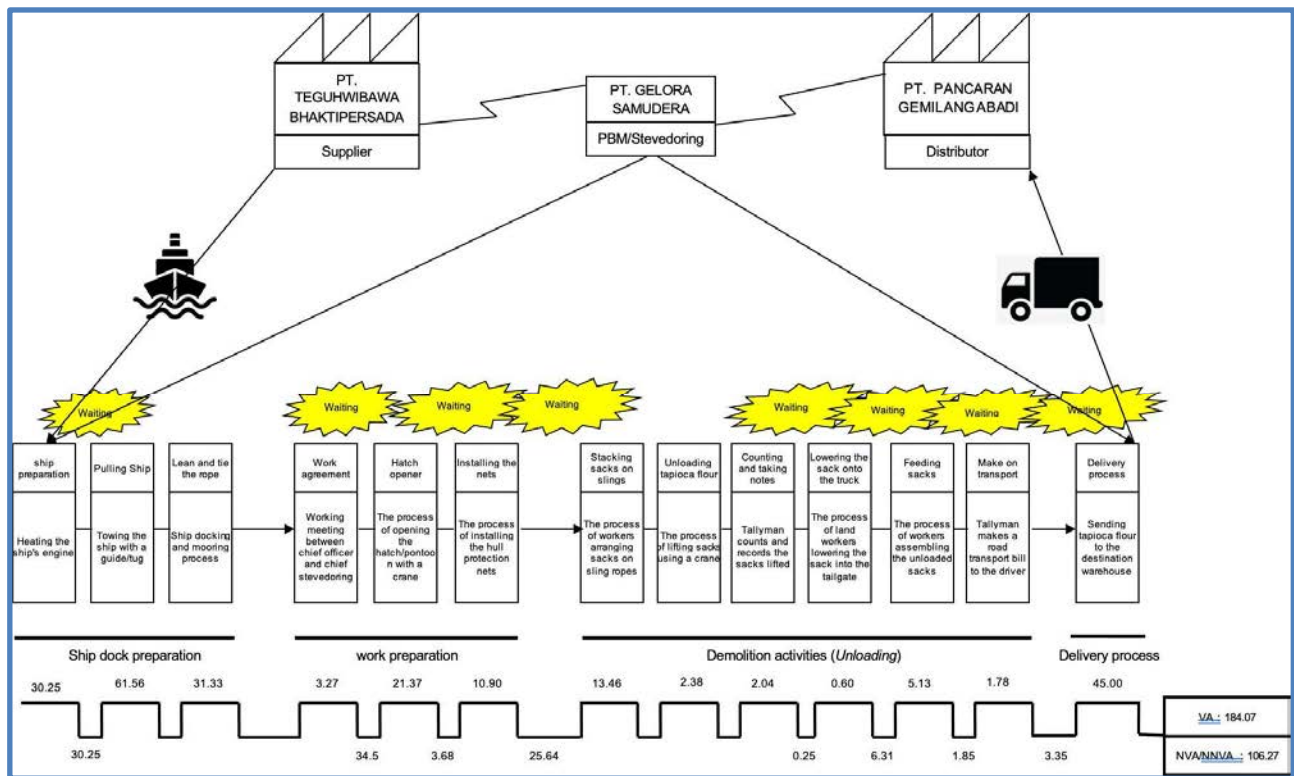 PT.
TEGUHWIBAWA
BHAKTIPERSADA
Supplier
PT. GELORA
SAMUDERA
PBM/Stevedoring
PT. PANCARAN
GEMILANG ABADI
Distributor
Waiting
Waiting
Waiting
Waiting
Waiting
Waiting
Waiting
Waiting
ship
preparation
Heating the
ship's engine
Pulling Ship
Towing the
ship with a
guide/tug
Lean and tie
the rope
Ship docking
and mooring
process
Work
agreement
Working
meeting
between
chief officer
and chief
stevedoring
Hatch
opener
The process
of opening
the
hatch/pontoo
n with a
crane
Installing the
nets
The process
of installing
the hull
protection
nets
Stacking
sacks on
slings
The process
of workers
arranging
sacks on
sling ropes
Unloading
tapioca flour
The process
of lifting sacks
using a crane
Counting and
taking
notes
Tallyman
counts and
records the
sacks lifted
Lowering the
sack onto
the truck
The process
of land
workers
lowering the
sack into the
tailgate
Feeding
sacks
The process
of workers
assembling
the unloaded
sacks
Make on
transport
Tallyman
makes a
road
transport bill
to the driver
Delivery
process
Sending
tapioca flour
to the
destination
warehouse
Ship dock preparation
work preparation
Demolition activities (Unloading)
Delivery process
30.25 61.56 31.33 3.27 21.37 10.90 13.46 2.38 2.04 0.60 5.13 1.78 45.00
30.25 34.5 3.68 25.64 0.25 6.31 1.85 3.35
VA : 184.07
NVA/NNVA : 106.27